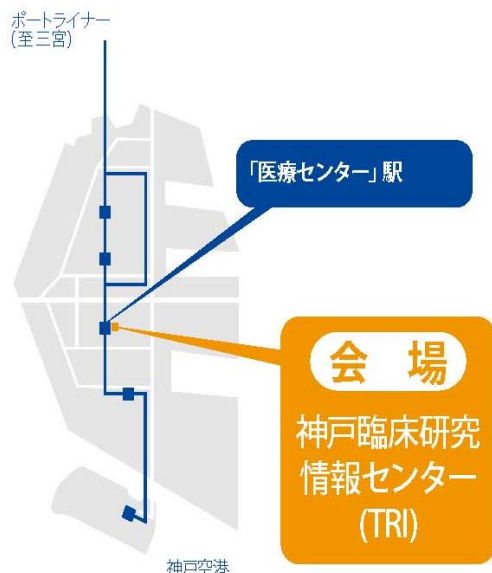 ポートライナー
(至三宮)
「医療センター」駅
会 場
神戸臨床研究
情報センター
(TRI)
神戸空港